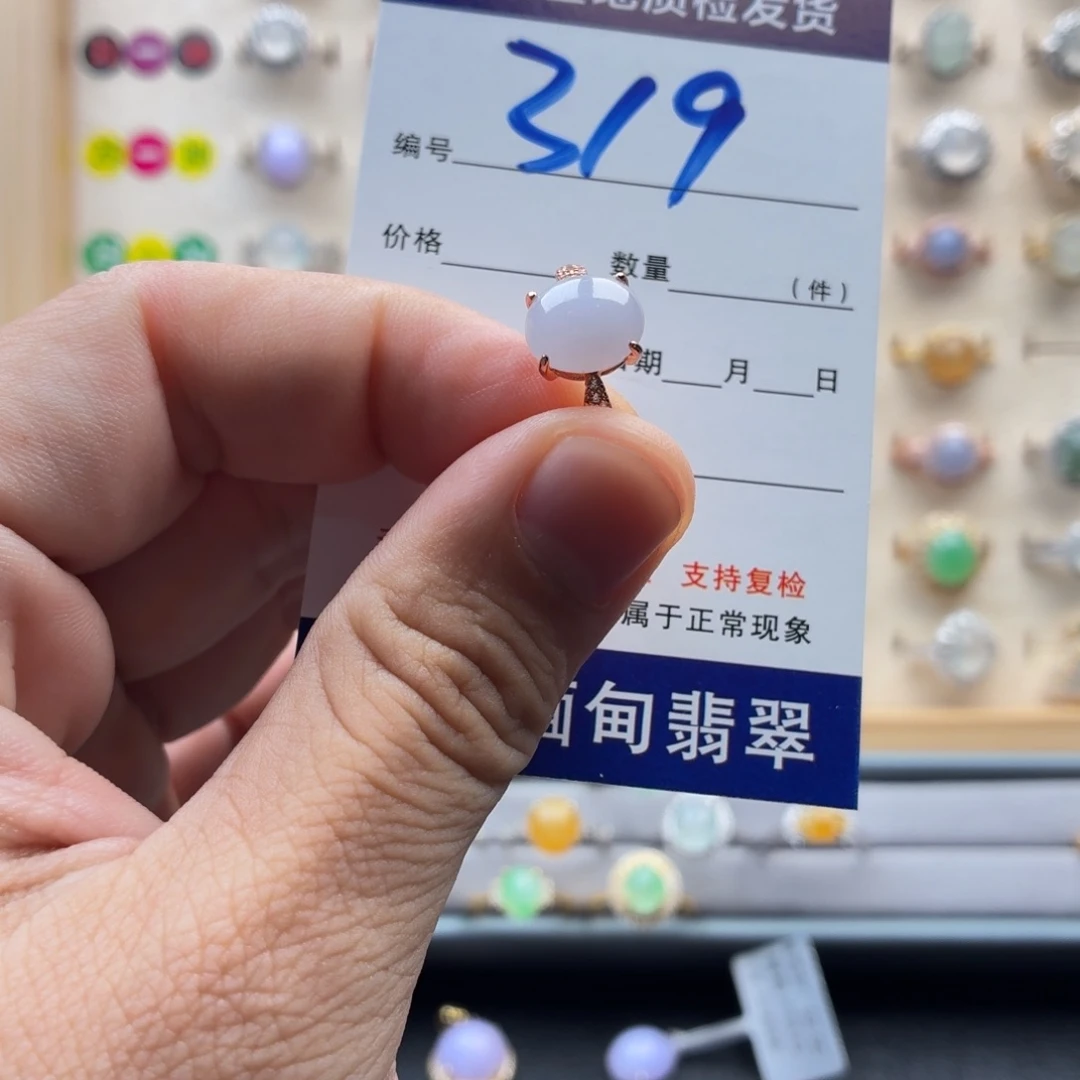 地质检发货
编号 319
价格 数量 (件)
期 月 日
支持复检
属于正常现象
缅甸翡翠